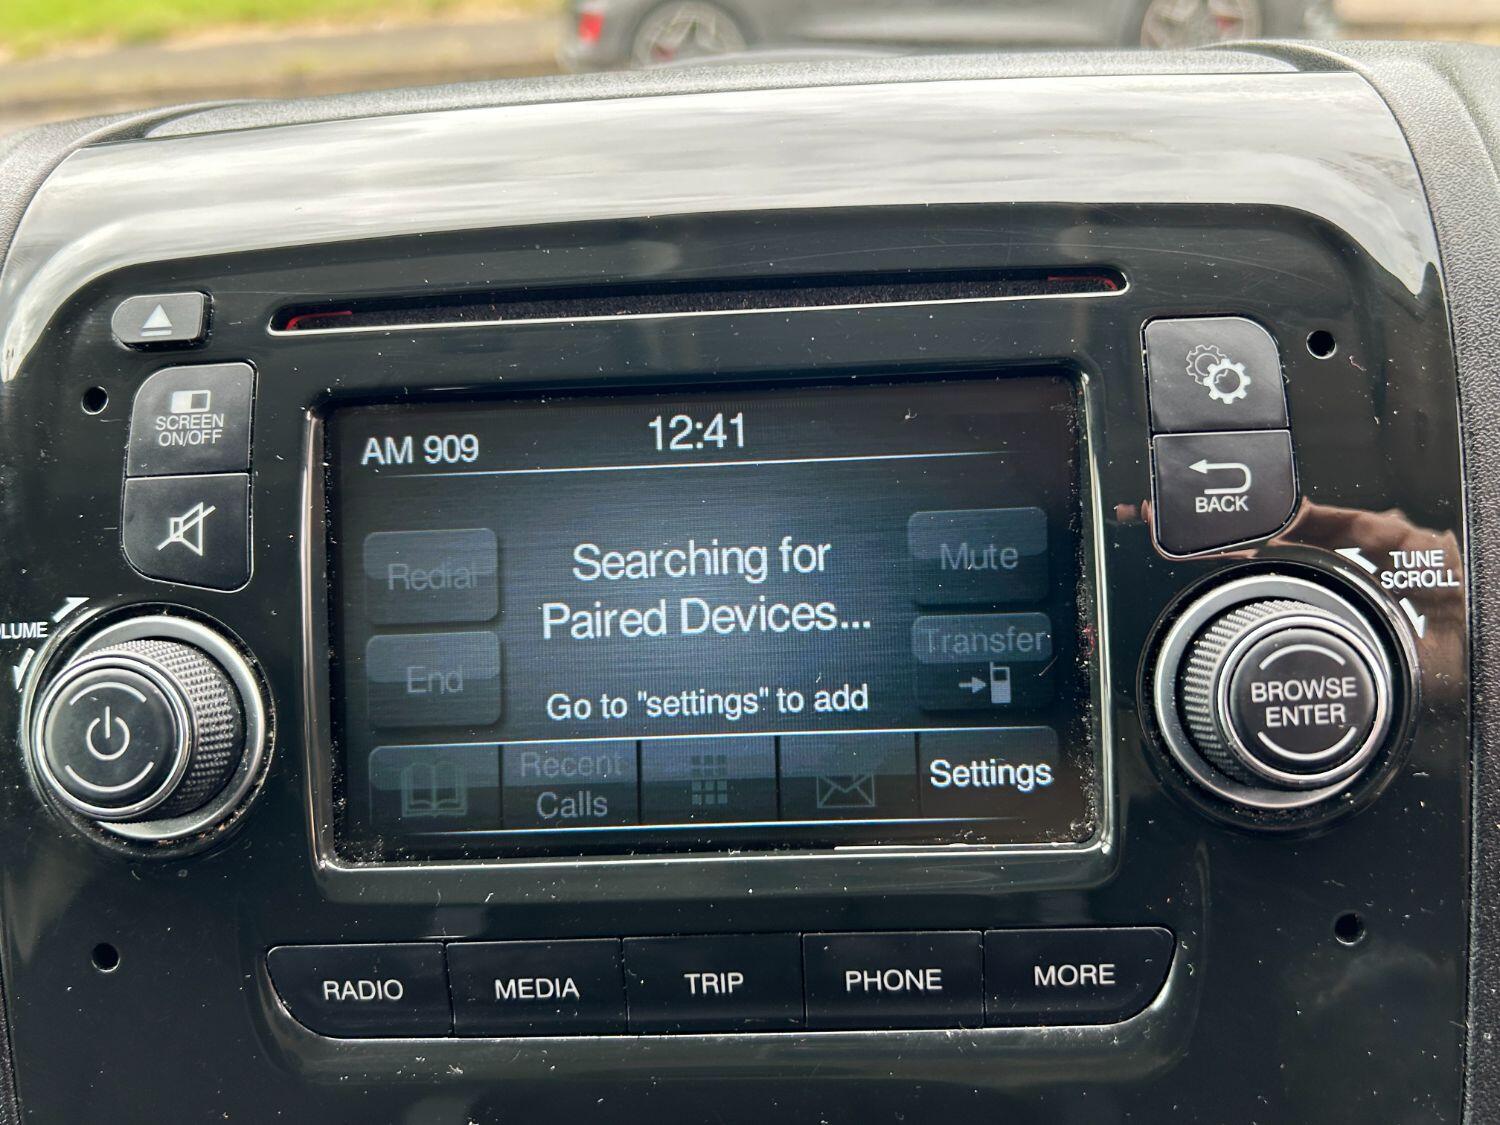 SCREEN
ON/OFF
AM 909
12:41
BACK
Redial
Searching for
Paired Devices...
Mute
TUNE
SCROLL
End
Go to "settings" to add
Transfer
BROWSE
ENTER
Recent
Calls
Settings
RADIO
MEDIA
TRIP
PHONE
MORE